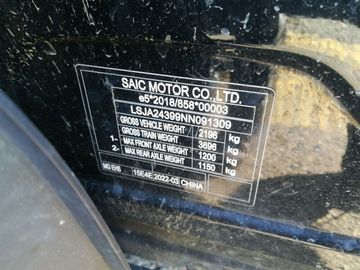 SAIC MOTOR CO.,LTD.
e5*2018/858*00003
LSJA24399NN091309
GROSS VEHICLE WEIGHT 2196 kg
GROSS TRAIN WEIGHT 3696 kg
1- MAX FRONT AXLE WEIGHT 1200 kg
2- MAX REAR AXLE WEIGHT 1150 kg
MG EHS 15E4E 2022-03 CHINA